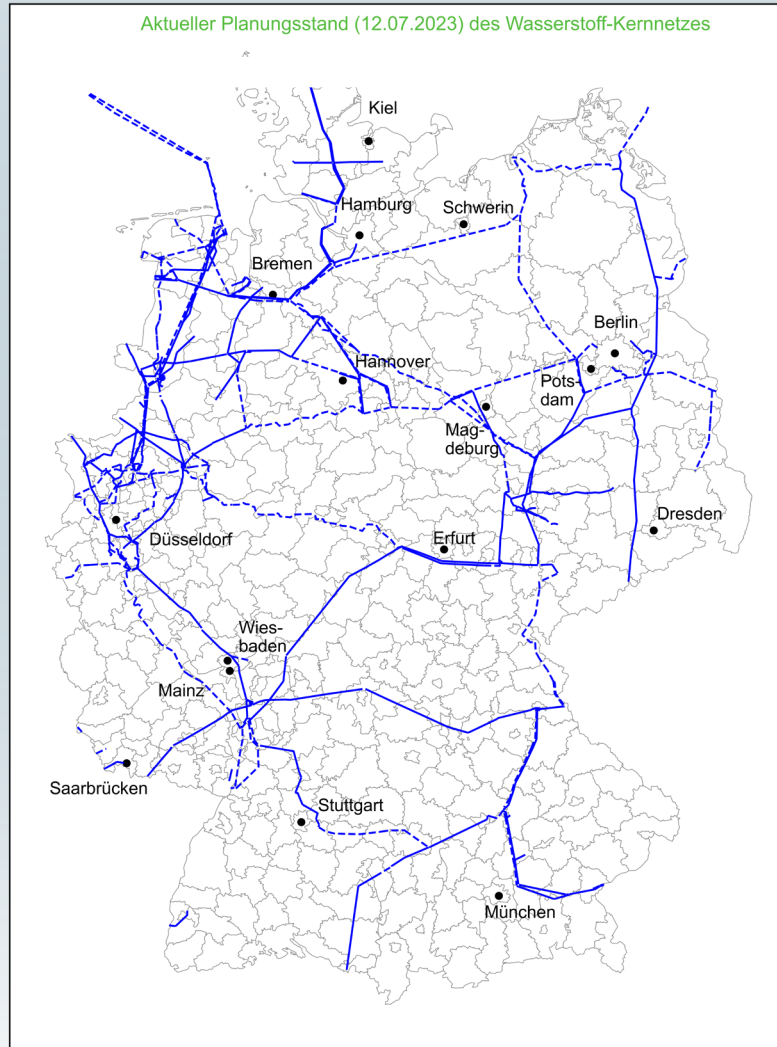 Aktueller Planungsstand (12.07.2023) des Wasserstoff-Kernnetzes
Kiel
Hamburg
Schwerin
Bremen
Berlin
Hannover
Pots-
dam
Mag-
deburg
Dresden
Düsseldorf
Erfurt
Wies-
baden
Mainz
Saarbrücken
Stuttgart
München